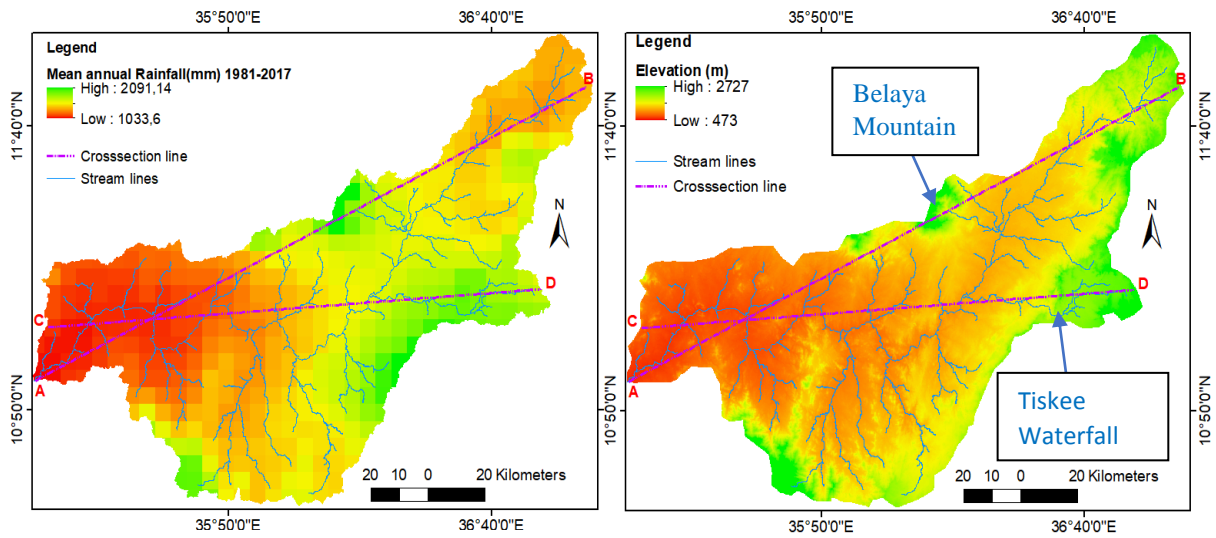 35°50'0"E
36°40'0"E
Legend
Mean annual Rainfall(mm) 1981-2017
High : 2091,14
Low : 1033,6
Crosssection line
Stream lines
B
11°40'0"N
N
D
C
A
10°50'0"N
20 10 0 20 Kilometers
35°50'0"E
36°40'0"E
35°50'0"E
36°40'0"E
Legend
Elevation (m)
High : 2727
Low : 473
Stream lines
Crosssection line
Belaya
Mountain
B
11°40'0"N
N
D
C
A
Tiskee
Waterfall
10°50'0"N
20 10 0 20 Kilometers
35°50'0"E
36°40'0"E